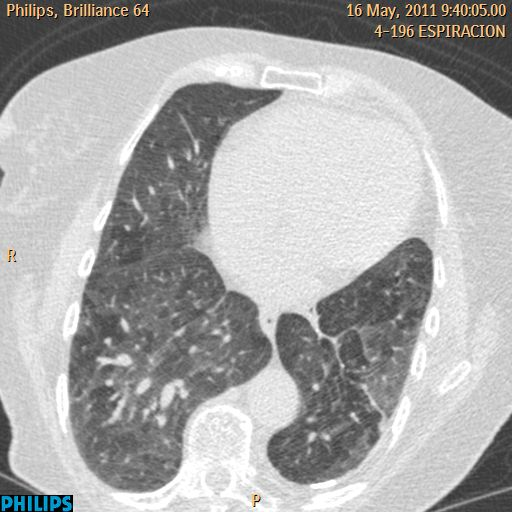 Philips, Brilliance 64
16 May, 2011 9:40:05.00
4-196 ESPIRACION
R
P
PHILIPS